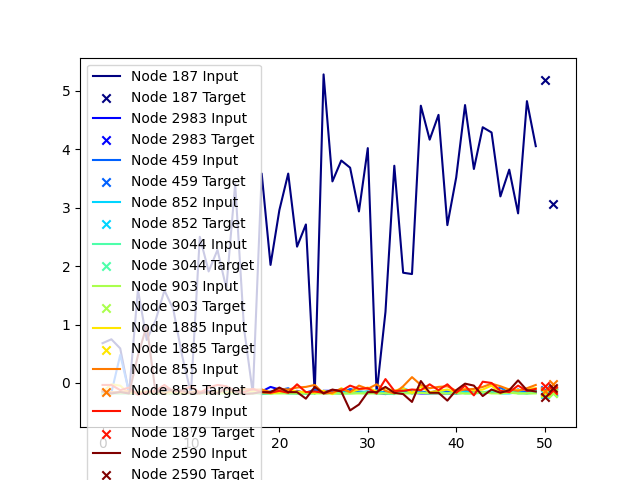 Node 187 Input
Node 187 Target
Node 2983 Input
Node 2983 Target
Node 459 Input
Node 459 Target
Node 852 Input
Node 852 Target
Node 3044 Input
Node 3044 Target
Node 903 Input
Node 903 Target
Node 1885 Input
Node 1885 Target
Node 855 Input
Node 855 Target
Node 1879 Input
Node 1879 Target
Node 2590 Input
Node 2590 Target
5
4
3
2
1
0
0 10 20 30 40 50